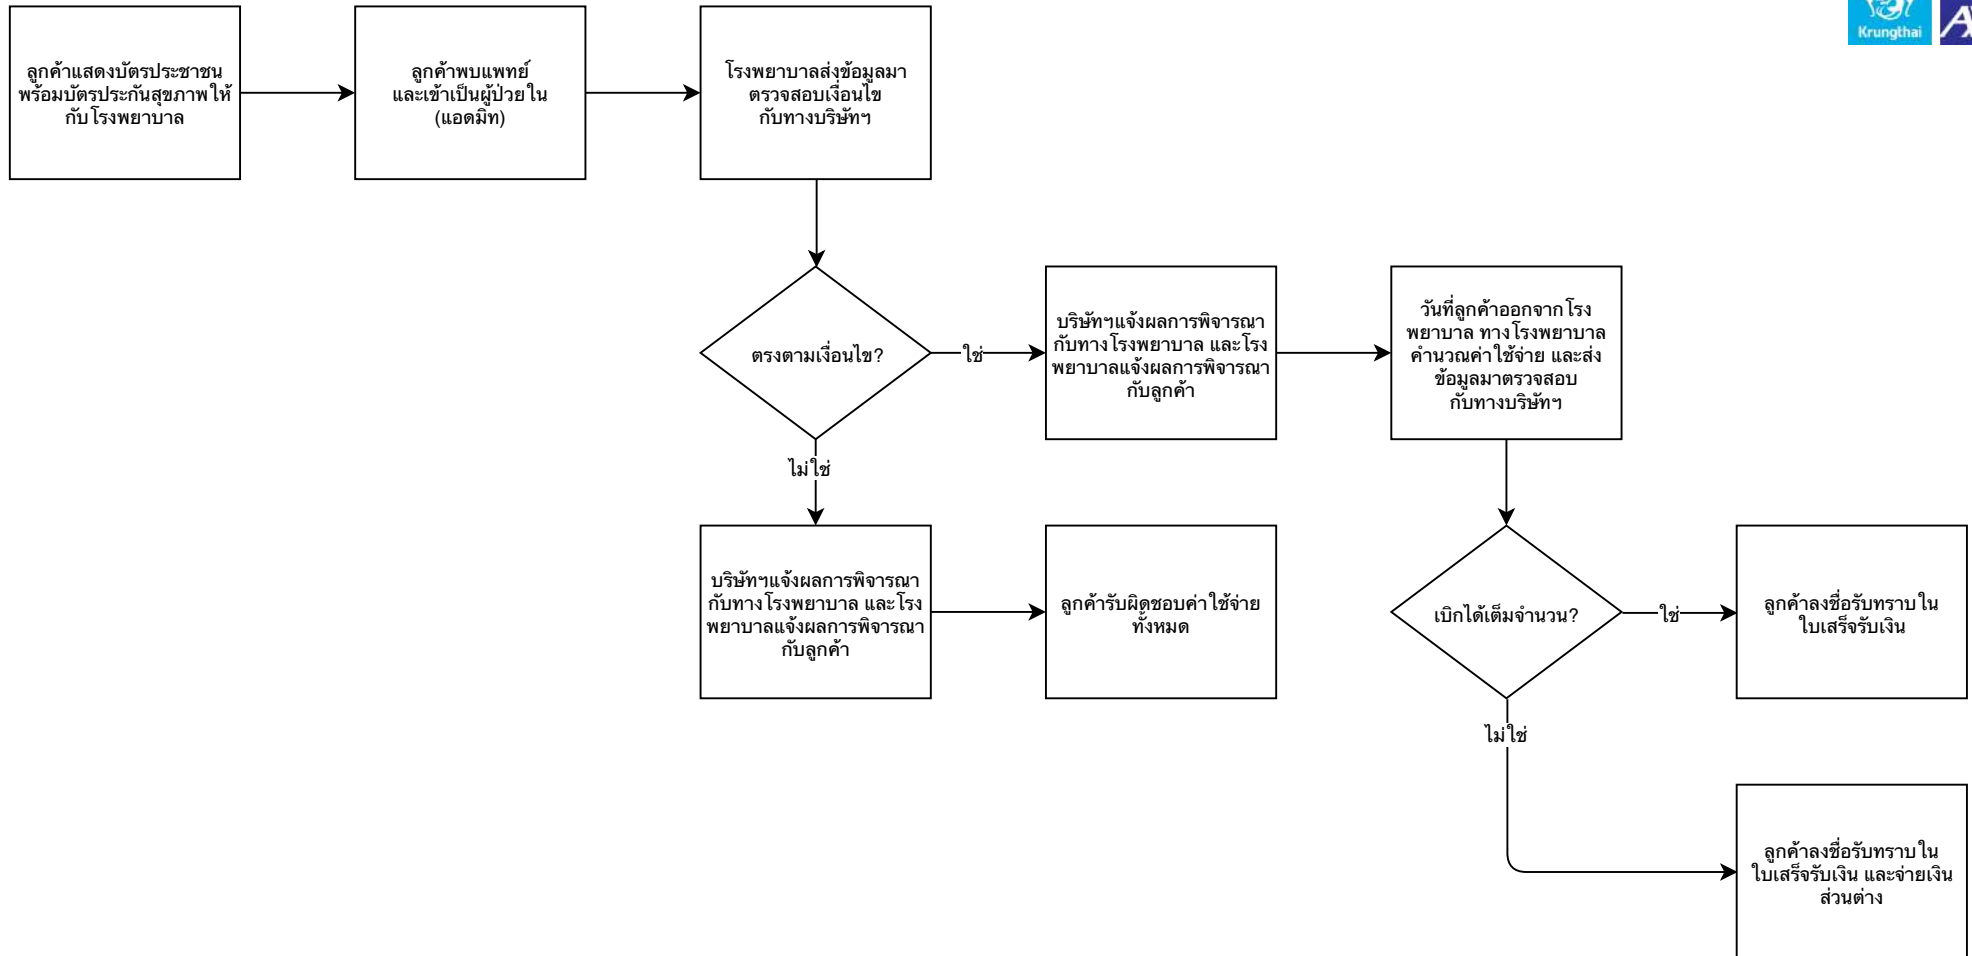 ลูกค้าแสดงบัตรประชาชน
พร้อมบัตรประกันสุขภาพให้
กับโรงพยาบาล
ลูกค้าพบแพทย์
และเข้าเป็นผู้ป่วยใน
(แอดมิท)
โรงพยาบาลส่งข้อมูลมา
ตรวจสอบเงื่อนไข
กับทางบริษัทฯ
Krungthai
ตรงตามเงื่อนไข?
ใช่
บริษัทฯแจ้งผลการพิจารณา
กับทางโรงพยาบาล และโรง
พยาบาลแจ้งผลการพิจารณา
กับลูกค้า
วันที่ลูกค้าออกจากโรง
พยาบาล ทางโรงพยาบาล
คำนวณค่าใช้จ่าย และส่ง
ข้อมูลมาตรวจสอบ
กับทางบริษัทฯ
ไม่ใช่
บริษัทฯแจ้งผลการพิจารณา
กับทางโรงพยาบาล และโรง
พยาบาลแจ้งผลการพิจารณา
กับลูกค้า
ลูกค้ารับผิดชอบค่าใช้จ่าย
ทั้งหมด
เบิกได้เต็มจำนวน?
ใช่
ลูกค้าลงชื่อรับทราบใน
ใบเสร็จรับเงิน
ไม่ใช่
ลูกค้าลงชื่อรับทราบใน
ใบเสร็จรับเงิน และจ่ายเงิน
ส่วนต่าง